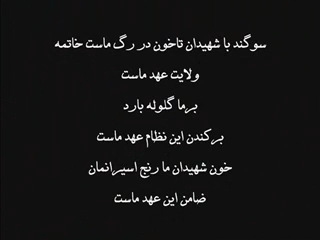 سوگند با شهیدان تاخون در رگ ماست خاتمه
ولایت عهد ماست
برما گلوله بارد
برکندن این نظام عهد ماست
خون شهیدان ما رنج اسیرانمان
ضامن این عهد ماست